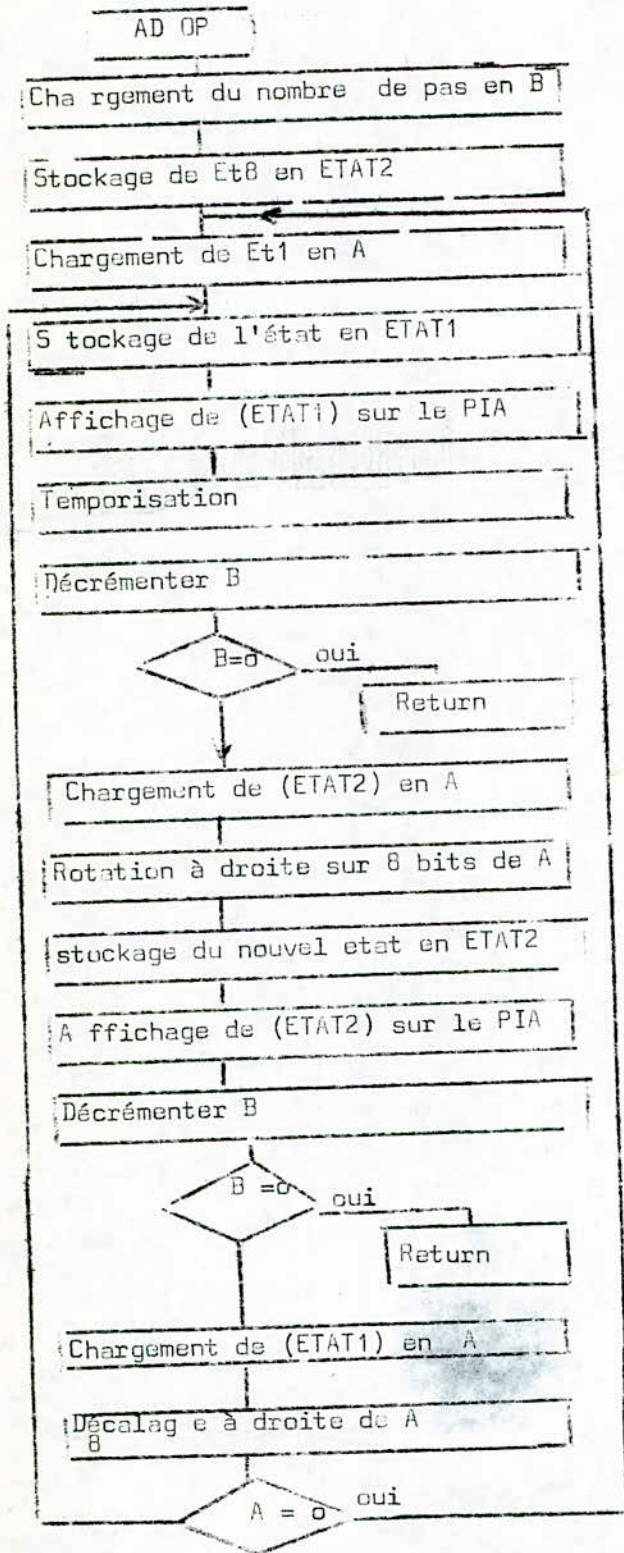 AD OP
Cha rgement du nombre de pas en B
Stockage de Et8 en ETAT2
Chargement de Et1 en A
S tockage de l'état en ETAT1
Affichage de (ETAT1) sur le PIA
Temporisation
Décrémenter B
B=o oui
Return
Chargement de (ETAT2) en A
Rotation à droite sur 8 bits de A
stockage du nouvel etat en ETAT2
A ffichage de (ETAT2) sur le PIA
Décrémenter B
B =o oui
Return
Chargement de (ETAT1) en A
Décalag e à droite de A
8
A = o oui